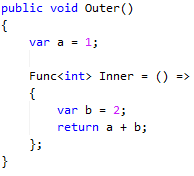 public void Outer()
{
    var a = 1;

    Func<int> Inner = () =>
    {
        var b = 2;
        return a + b;
    };
}